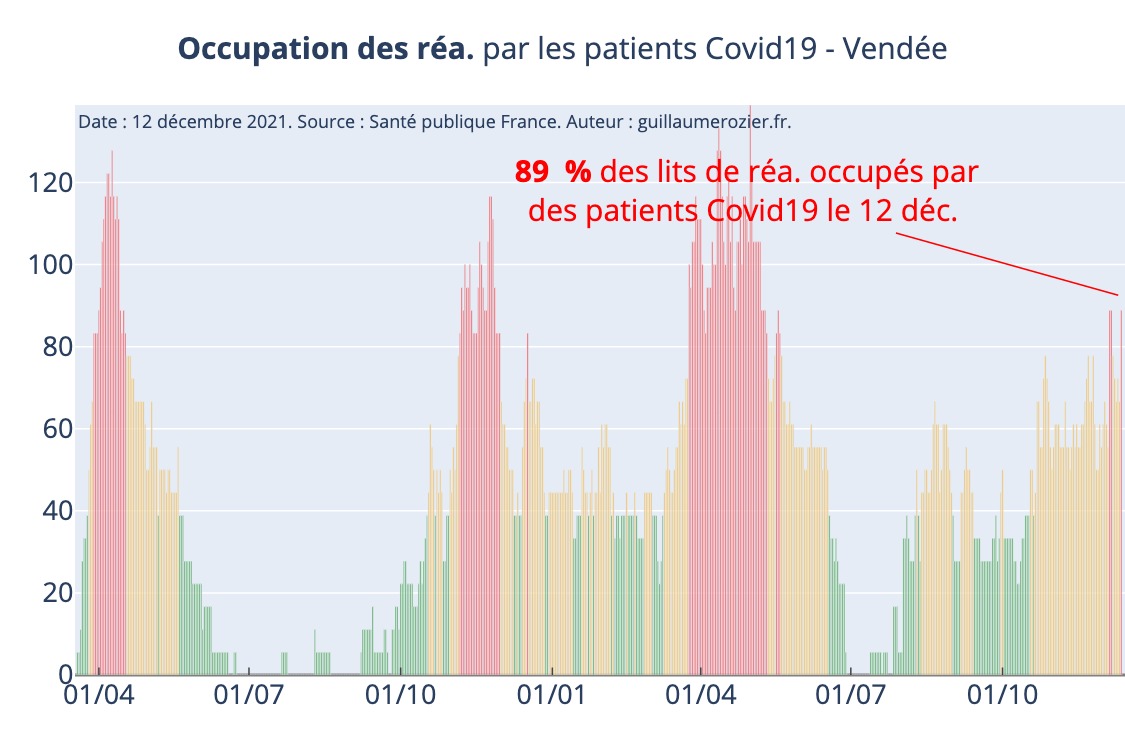 Occupation des réa. par les patients Covid19 - Vendée
Date : 12 décembre 2021. Source : Santé publique France. Auteur : guillaumerozier.fr.
89 % des lits de réa. occupés par
des patients Covid19 le 12 déc.
120
100
80
60
40
20
0
01/04 01/07 01/10 01/01 01/04 01/07 01/10